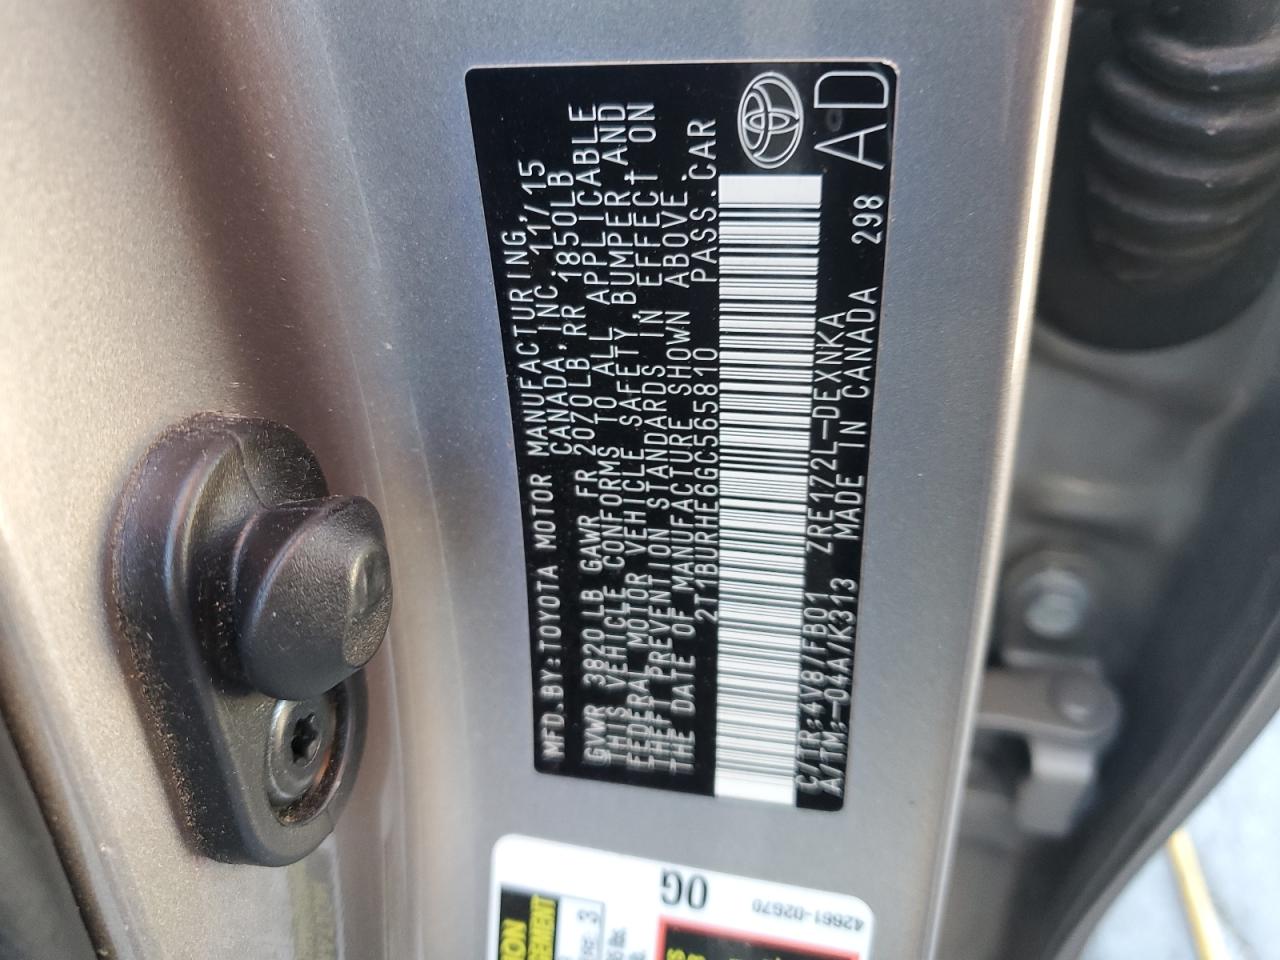 MFD.BY:TOYOTA MOTOR MANUFACTURING,
CANADA,INC. 11/15
GVWR 3820LB GAWR FR 2070LB,RR 1850LB
THIS VEHICLE CONFORMS TO ALL APPLICABLE
FEDERAL MOTOR VEHICLE SAFETY,BUMPER,AND
THEFT PREVENTION STANDARDS IN EFFECT ON
THE DATE OF MANUFACTURE SHOWN ABOVE.
2T1BURHE6GC565810 PASS.CAR
C/TR:4V8/FB01 ZRE172L-DEXNKA
A/TM:-04A/K313 MADE IN CANADA 298
AD
0G
42661-02670
3